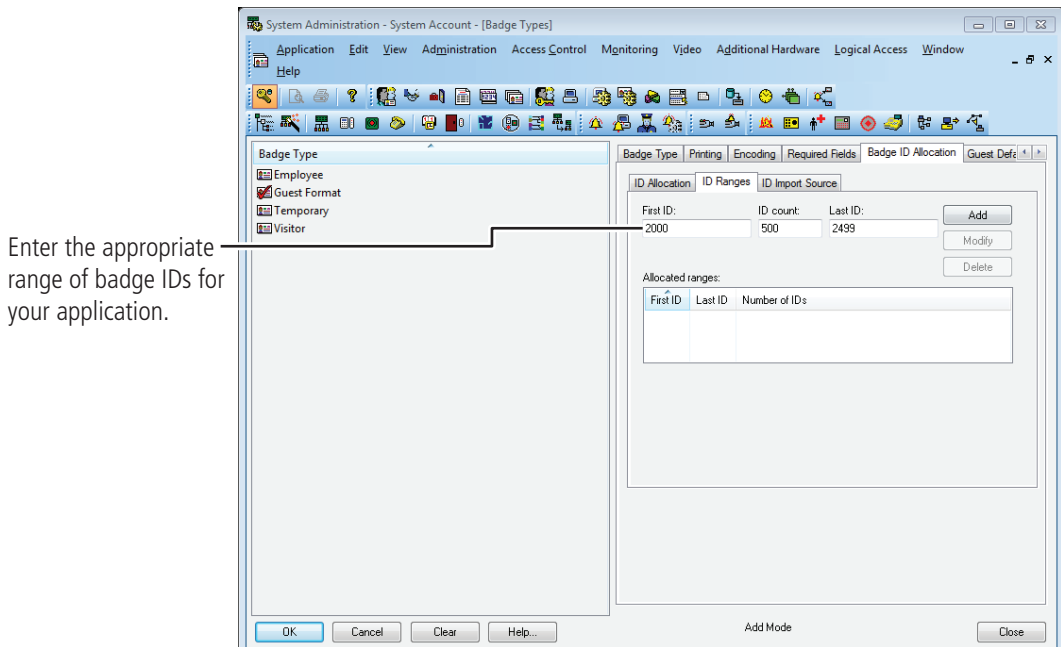 System Administration - System Account - [Badge Types]
Application Edit View Administration Access Control Monitoring Video Additional Hardware Logical Access Window
Help
Badge Type
Employee
Guest Format
Temporary
Visitor
Badge Type Printing Encoding Required Fields Badge ID Allocation Guest Defa
ID Allocation ID Ranges ID Import Source
First ID: ID count: Last ID:
2000 500 2499
Add
Modify
Delete
Allocated ranges:
First ID Last ID Number of IDs
Enter the appropriate
range of badge IDs for
your application.
OK Cancel Clear Help... Add Mode Close